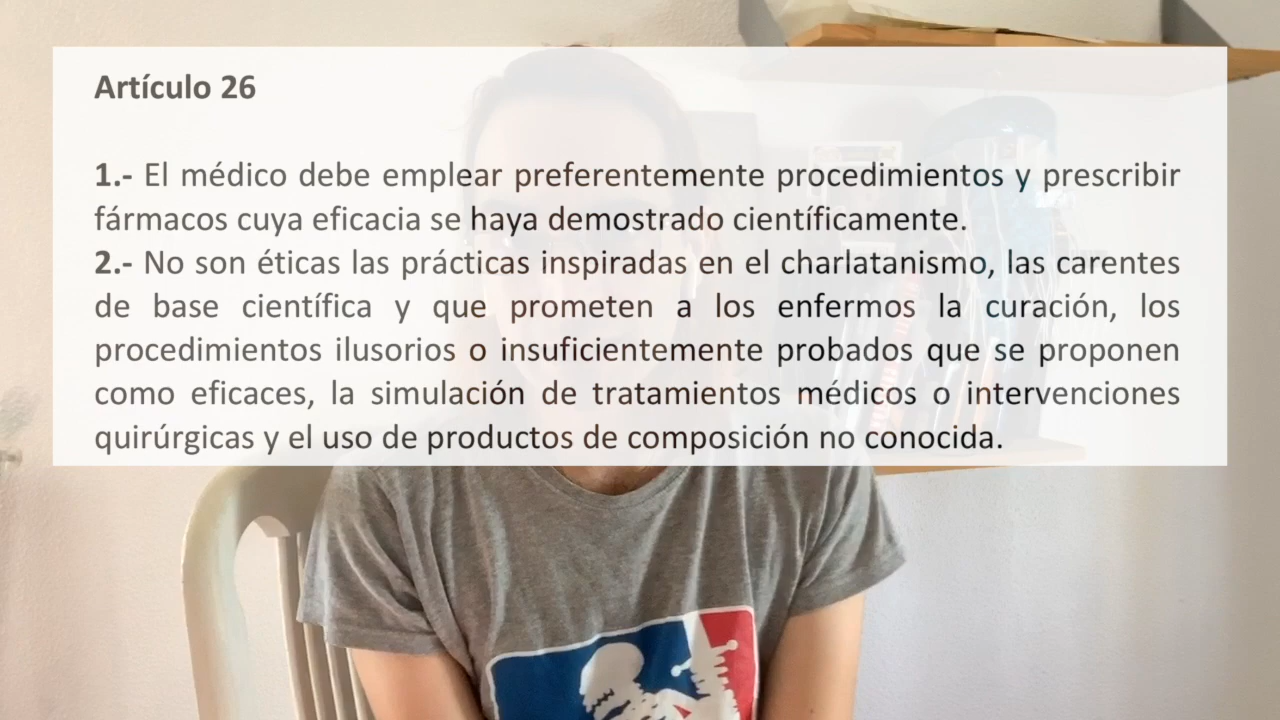 Artículo 26
1.- El médico debe emplear preferentemente procedimientos y prescribir
fármacos cuya eficacia se haya demostrado científicamente.
2.- No son éticas las prácticas inspiradas en el charlatanismo, las carentes
de base científica y que prometen a los enfermos la curación, los
procedimientos ilusorios o insuficientemente probados que se proponen
como eficaces, la simulación de tratamientos médicos o intervenciones
quirúrgicas y el uso de productos de composición no conocida.